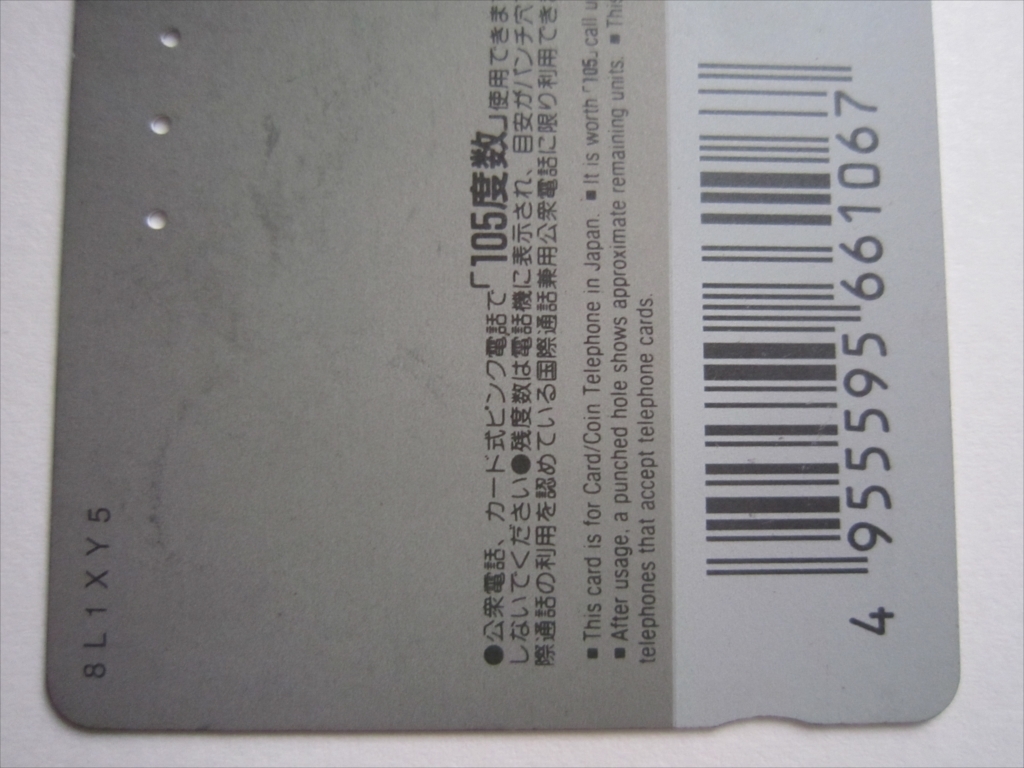 8L1XY5
●公衆電話、カード式ピンク電話で「105度数」使用できま
しないでください●残度数は電話機に表示され、目安がパンチ穴
際通話の利用を認めている国際通話兼用公衆電話に限り利用でき
■ This card is for Card/Coin Telephone in Japan. ■ It is worth「105」call u
■ After usage, a punched hole shows approximate remaining units. ■ This
telephones that accept telephone cards.
4 955595 661067